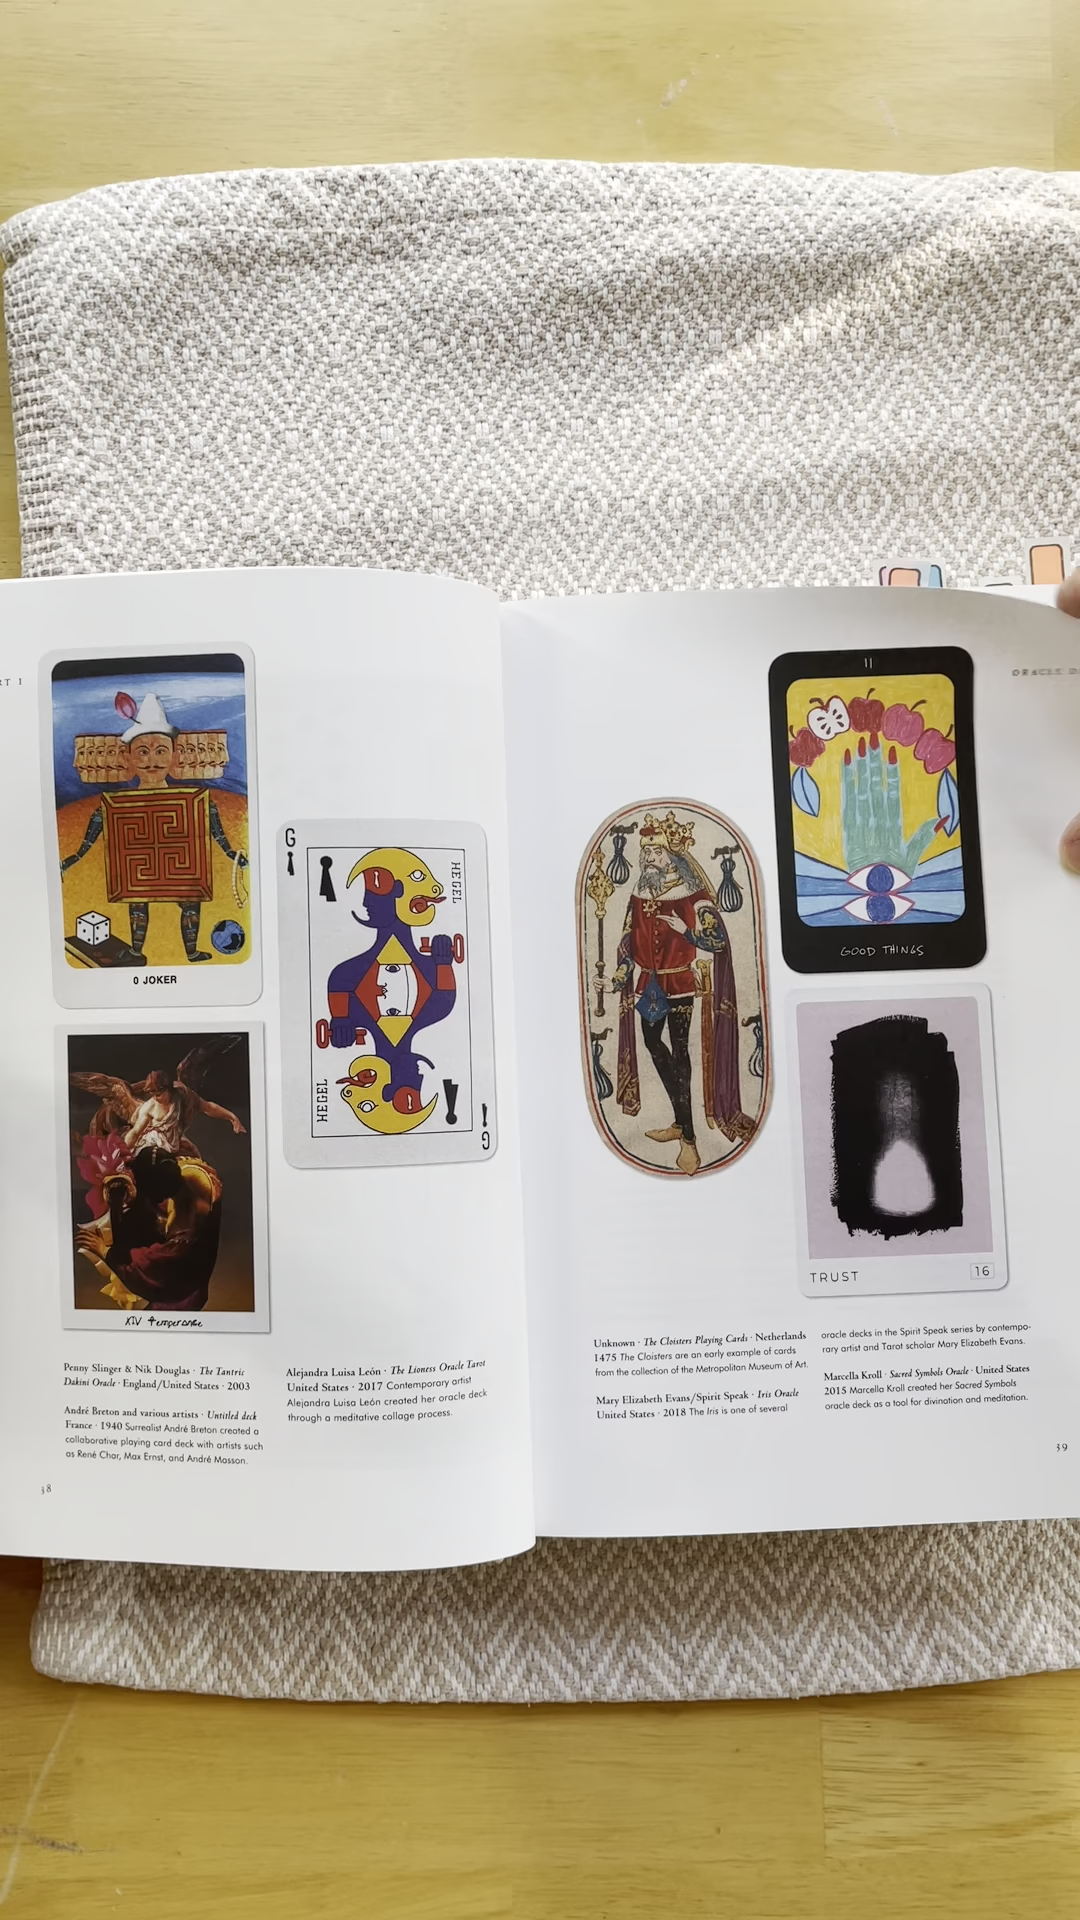 RT I
0 JOKER
XIV temperance
G
HEGEL
HEGEL
G
Penny Slinger & Nik Douglas · The Tantric
Dakini Oracle · England/United States · 2003
André Breton and various artists · Untitled deck
France · 1940 Surrealist André Breton created a
collaborative playing card deck with artists such
as René Char, Max Ernst, and André Masson.
Alejandra Luisa León · The Lioness Oracle Tarot
United States · 2017 Contemporary artist
Alejandra Luisa León created her oracle deck
through a meditative collage process.
38
ORACLE
II
GOOD THINGS
TRUST
16
Unknown · The Cloisters Playing Cards · Netherlands
1475 The Cloisters are an early example of cards
from the collection of the Metropolitan Museum of Art.
Mary Elizabeth Evans/Spirit Speak · Iris Oracle
United States · 2018 The Iris is one of several
oracle decks in the Spirit Speak series by contempo-
rary artist and Tarot scholar Mary Elizabeth Evans.
Marcella Kroll · Sacred Symbols Oracle · United States
2015 Marcella Kroll created her Sacred Symbols
oracle deck as a tool for divination and meditation.
39